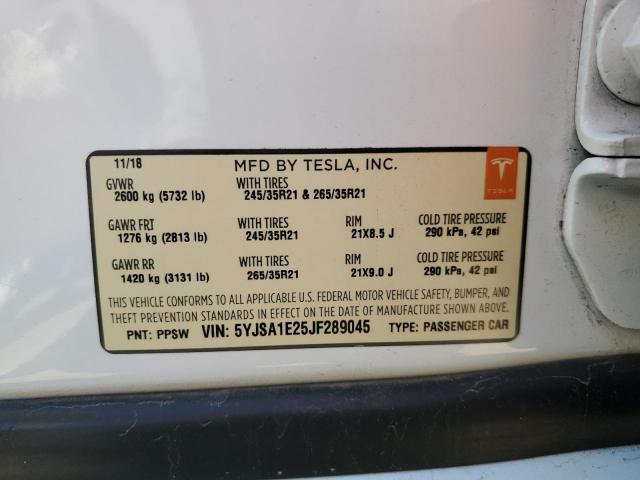 11/18 MFD BY TESLA, INC.
GVWR WITH TIRES
2600 kg (5732 lb) 245/35R21 & 265/35R21
TESLA
GAWR FRT WITH TIRES RIM COLD TIRE PRESSURE
1276 kg (2813 lb) 245/35R21 21X8.5 J 290 kPa, 42 psi
GAWR RR WITH TIRES RIM COLD TIRE PRESSURE
1420 kg (3131 lb) 265/35R21 21X9.0 J 290 kPa, 42 psi
THIS VEHICLE CONFORMS TO ALL APPLICABLE U.S. FEDERAL MOTOR VEHICLE SAFETY, BUMPER, AND
THEFT PREVENTION STANDARDS IN EFFECT ON THE DATE OF MANUFACTURE SHOWN ABOVE.
PNT: PPSW VIN: 5YJSA1E25JF289045 TYPE: PASSENGER CAR